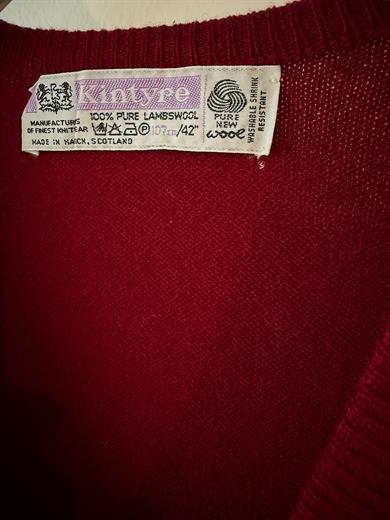 Kintyre
100% PURE LAMBSWOOL
MANUFACTURS
OF FINEST KNITWEAR
107cm/42"
MADE IN HAWICK, SCOTLAND
PURE
NEW
WOOL
WASHABLE SHRINK
RESISTANT